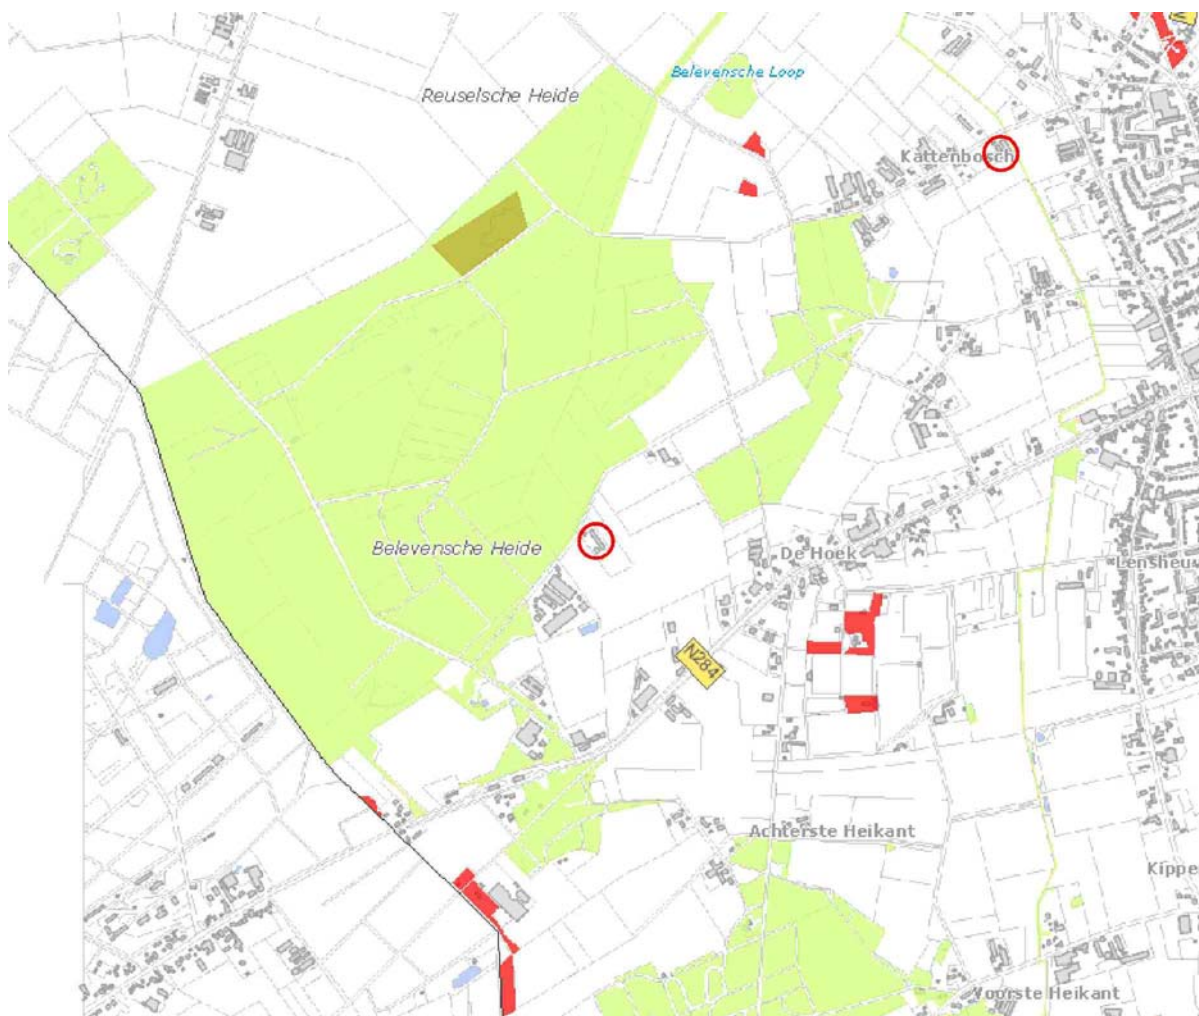 Belevensche Loop
Reuselsche Heide
Kattenbosch
Belevensche Heide
De Hoek
Lensheu
N284
Achterste Heikant
Kippe
Voorste Heikant